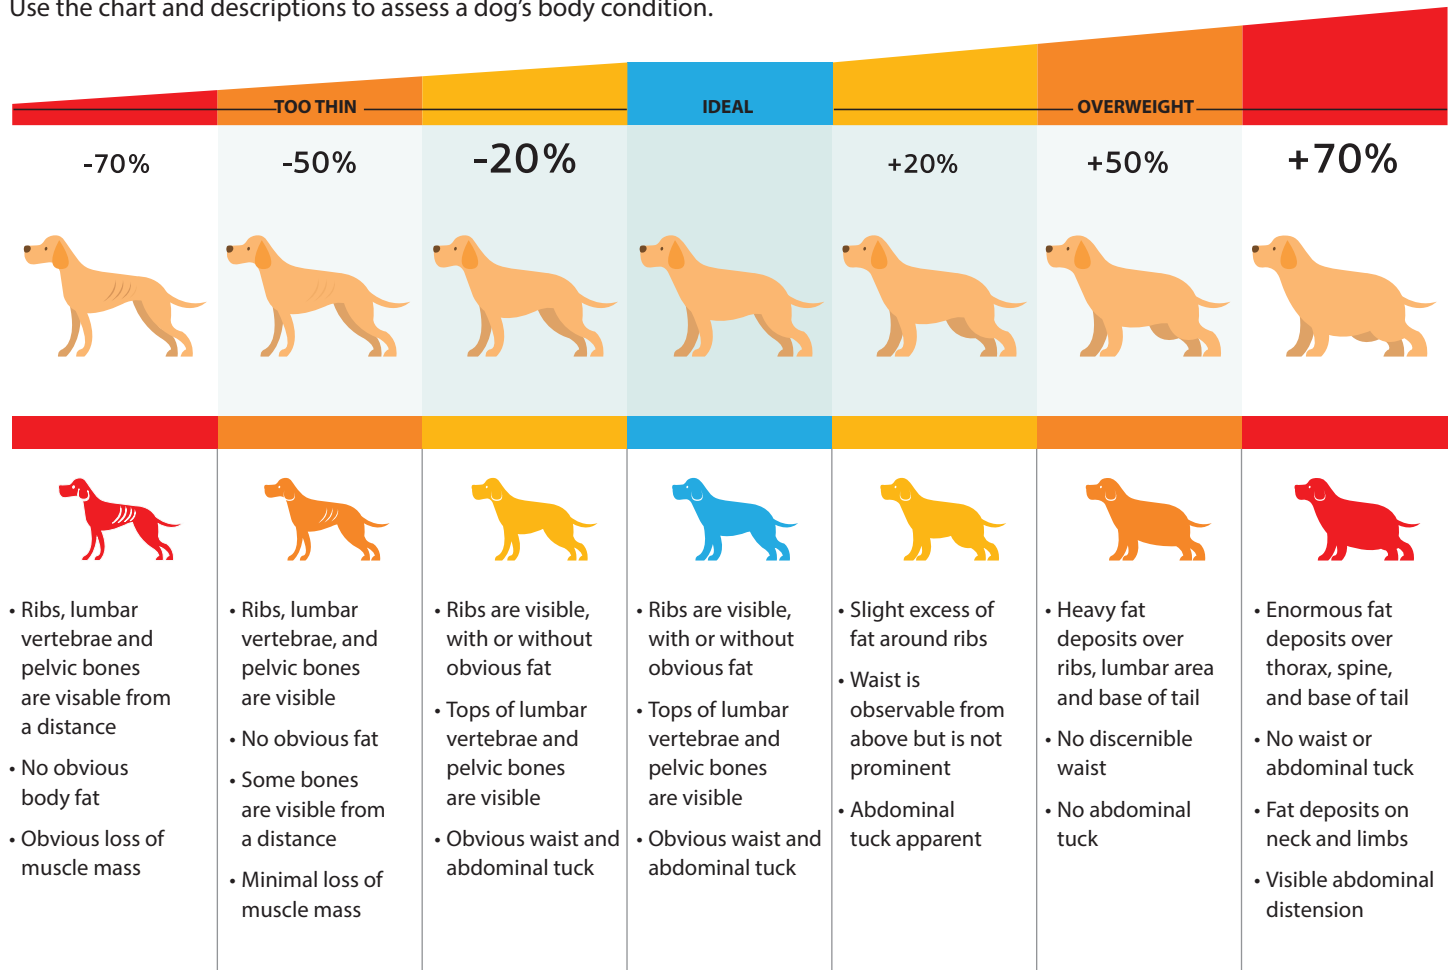 Use the chart and descriptions to assess a dog's body condition.
TOO THIN
IDEAL
OVERWEIGHT
-70%
-50%
-20%
+20%
+50%
+70%
• Ribs, lumbar
vertebrae and
pelvic bones
are visable from
a distance
• No obvious
body fat
• Obvious loss of
muscle mass
• Ribs, lumbar
vertebrae, and
pelvic bones
are visible
• No obvious fat
• Some bones
are visible from
a distance
• Minimal loss of
muscle mass
• Ribs are visible,
with or without
obvious fat
• Tops of lumbar
vertebrae and
pelvic bones
are visible
• Obvious waist and
abdominal tuck
• Ribs are visible,
with or without
obvious fat
• Tops of lumbar
vertebrae and
pelvic bones
are visible
• Obvious waist and
abdominal tuck
• Slight excess of
fat around ribs
• Waist is
observable from
above but is not
prominent
• Abdominal
tuck apparent
• Heavy fat
deposits over
ribs, lumbar area
and base of tail
• No discernible
waist
• No abdominal
tuck
• Enormous fat
deposits over
thorax, spine,
and base of tail
• No waist or
abdominal tuck
• Fat deposits on
neck and limbs
• Visible abdominal
distension